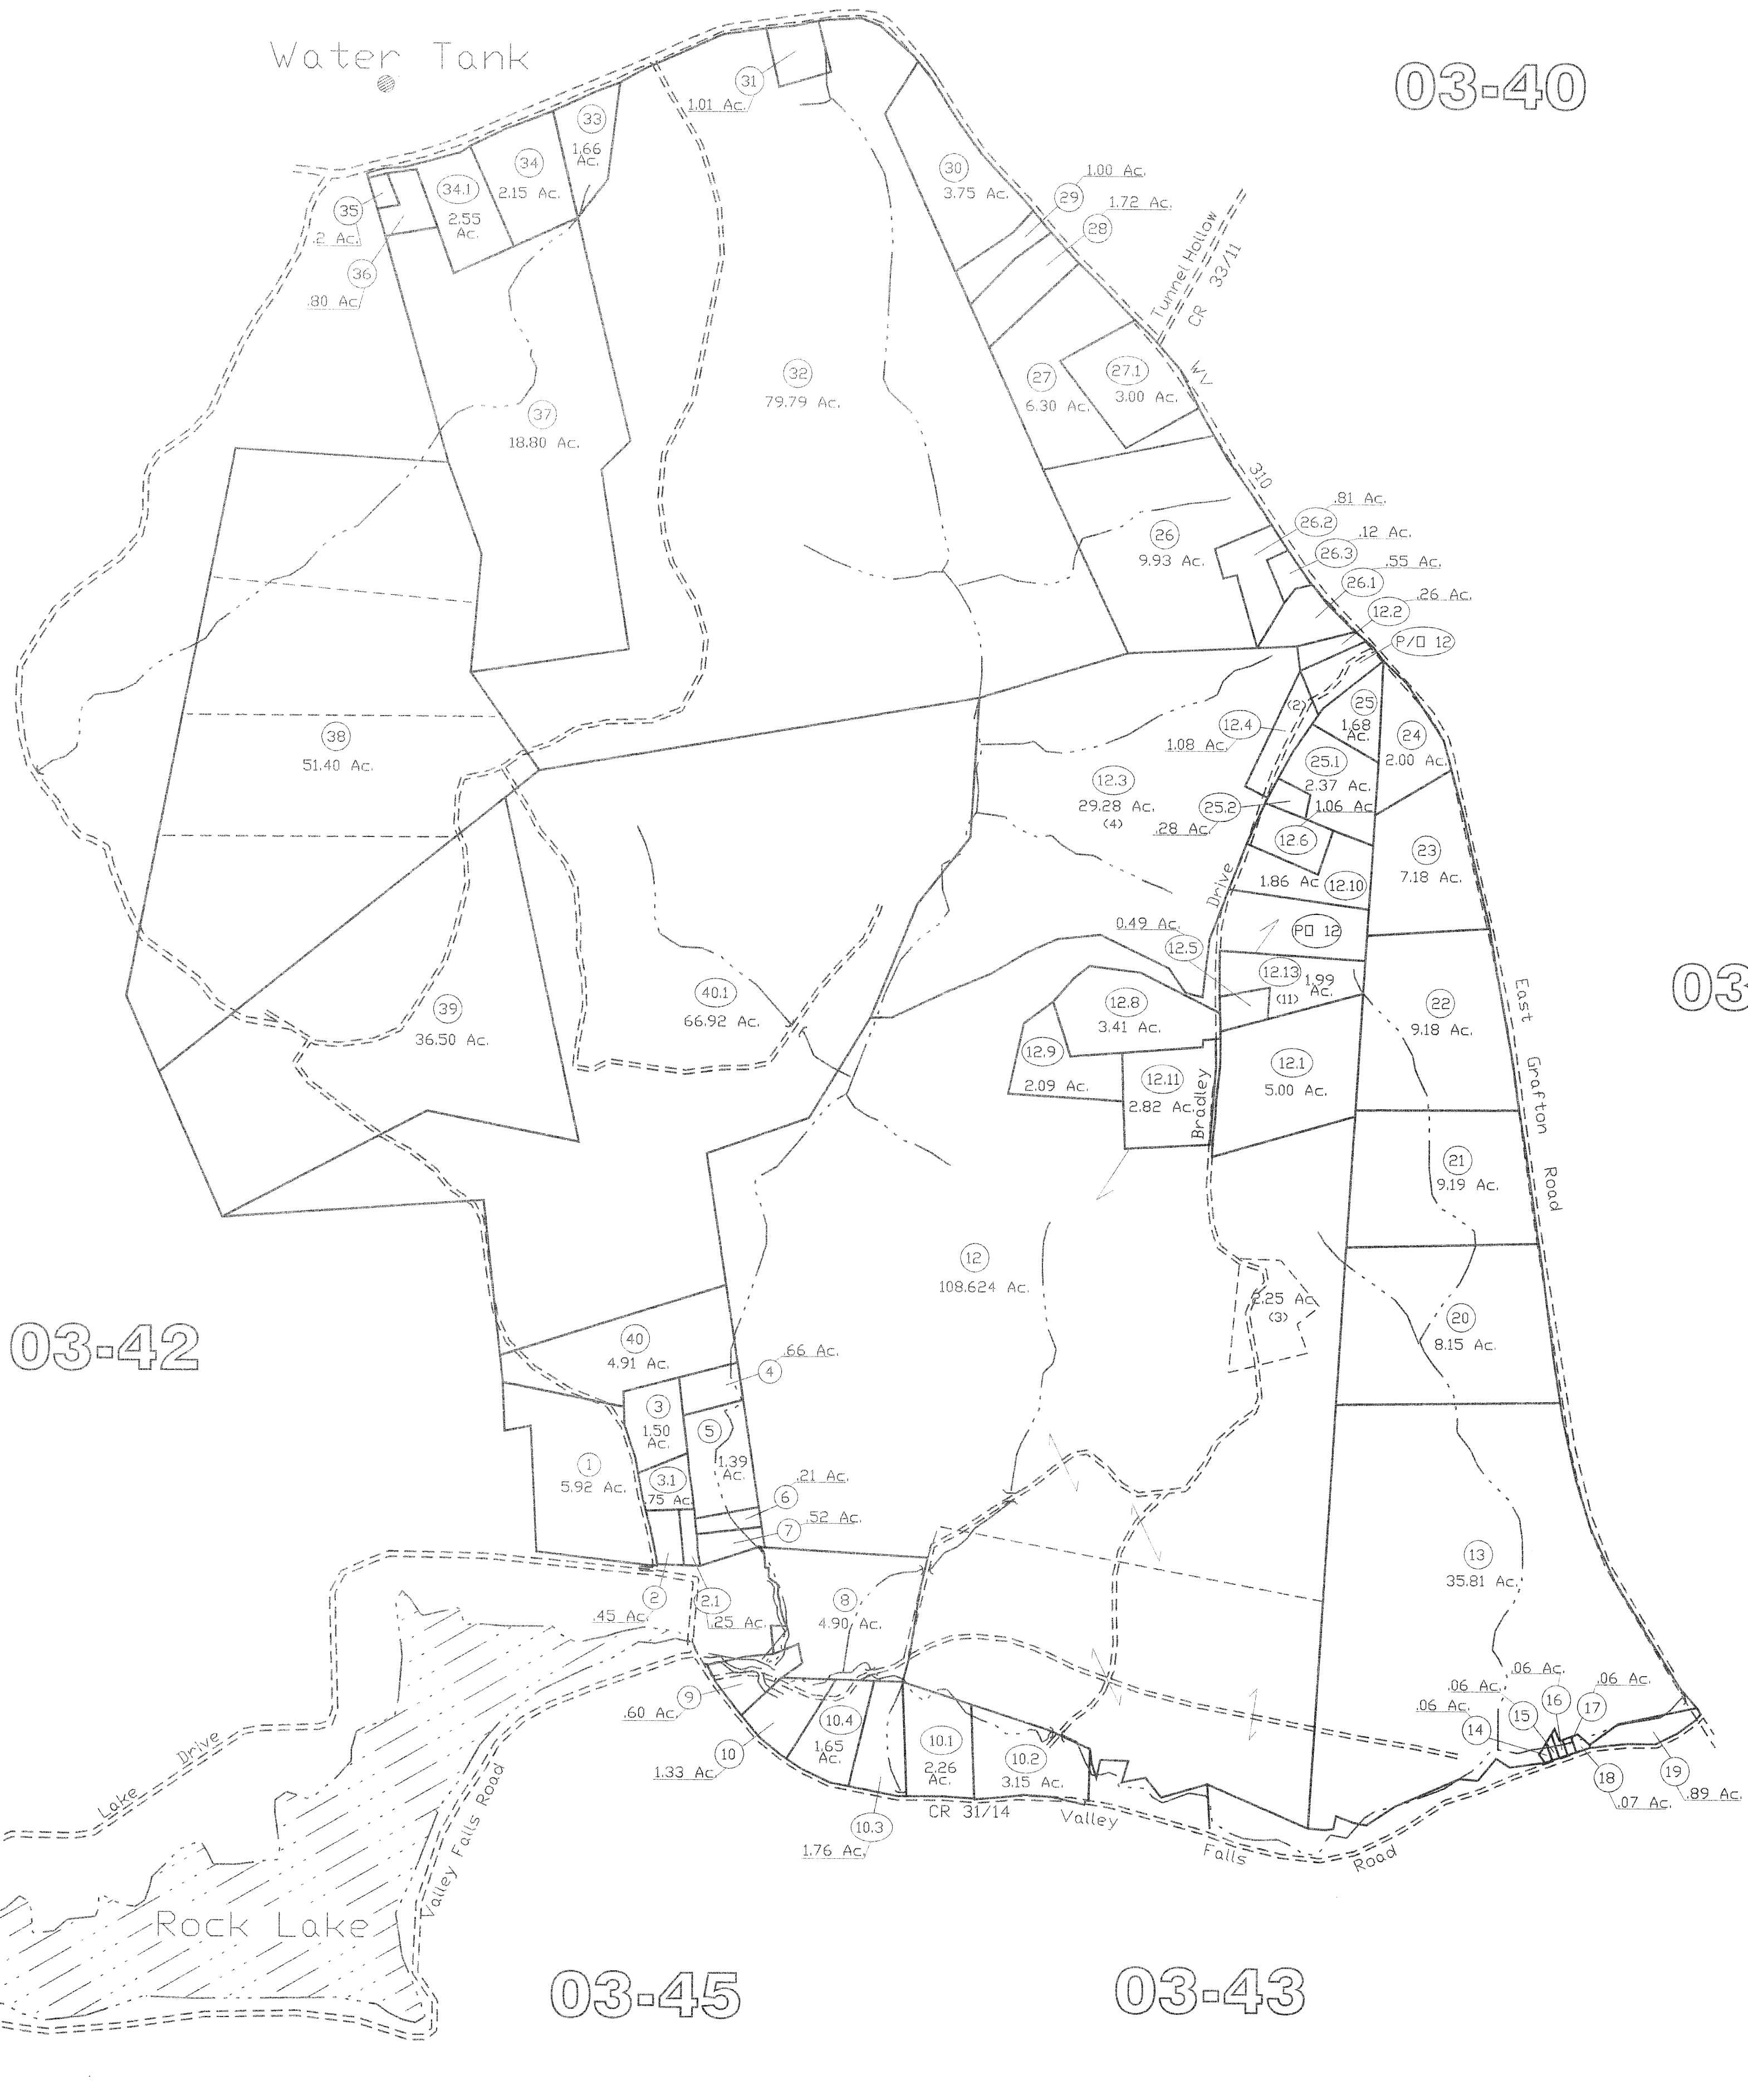 Water Tank
03-40
31
1.01 Ac.
33
1.66
Ac.
34
2.15 Ac.
34.1
2.55
Ac.
35
.2 Ac.
36
.80 Ac.
30
3.75 Ac.
1.00 Ac.
29
1.72 Ac.
28
Tunnel Hollow
CR 33/11
WV
310
32
79.79 Ac.
27
6.30 Ac.
27.1
3.00 Ac.
37
18.80 Ac.
.81 Ac.
26.2
.12 Ac.
26.3
.55 Ac.
26.1
.26 Ac.
12.2
P/O 12
26
9.93 Ac.
38
51.40 Ac.
(2)
12.4
1.08 Ac.
25
1.68
Ac.
24
2.00 Ac.
25.1
2.37 Ac.
12.3
29.28 Ac.
(4)
25.2
.28 Ac.
1.06 Ac
12.6
1.86 Ac
12.10
23
7.18 Ac.
Drive
0.49 Ac.
12.5
PO 12
12.13
(11)
1.99
Ac.
39
36.50 Ac.
40.1
66.92 Ac.
12.8
3.41 Ac.
12.9
2.09 Ac.
12.11
2.82 Ac.
Bradley
12.1
5.00 Ac.
22
9.18 Ac.
03
East Grafton Road
21
9.19 Ac.
12
108.624 Ac.
2.25 Ac
(3)
20
8.15 Ac.
03-42
40
4.91 Ac.
.66 Ac.
4
3
1.50
Ac.
5
1.39
Ac.
1
5.92 Ac.
3.1
.75 Ac.
.21 Ac.
6
.52 Ac.
7
2
.45 Ac.
2.1
.25 Ac.
8
4.90 Ac.
13
35.81 Ac.
9
.60 Ac.
10
1.33 Ac.
10.4
1.65
Ac.
10.1
2.26
Ac.
10.2
3.15 Ac.
10.3
1.76 Ac.
CR 31/14
Valley Falls Road
.06 Ac.
14
.06 Ac.
15
.06 Ac.
16
.06 Ac.
17
18
.07 Ac.
19
.89 Ac.
Lake Drive
Valley Falls Road
Rock Lake
03-45
03-43